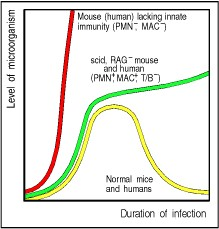 Mouse (human) lacking innate
immunity (PMN⁻, MAC⁻)
scid, RAG⁻ mouse
and human
(PMN⁺, MAC⁺, T/B⁻)
Normal mice
and humans
Level of microorganism
Duration of infection